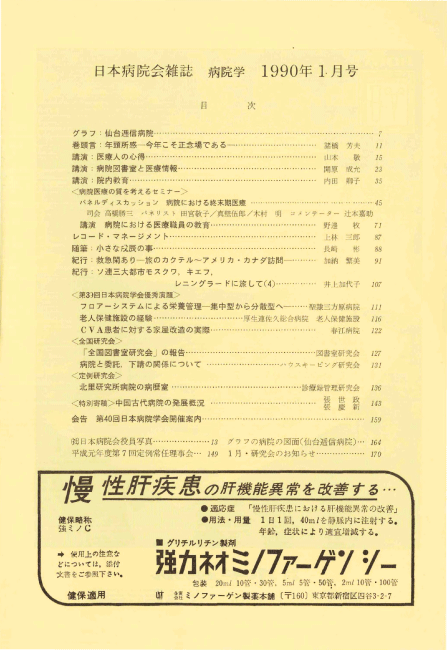 日本病院会雑誌 病院学 1990年1月号
目 次
グラフ：仙台逓信病院…… 7
巻頭言：年頭所感―今年こそ正念場である…… 諸橋 芳夫 11
講演：医療人の心得…… 山本 敏 15
講演：病院図書室と医療情報…… 関原 成允 23
講演：院内教育…… 内田 卿子 35
〈病院医療の質を考えるセミナー〉
パネルディスカッション 病院における終末期医療……45
司会 高橋勝三 パネリスト 田宮敬子／真照伍郎／木村 明 コメンテーター 辻本嘉助
講演 病院における医療職員の教育…… 野邉 牧 71
レコード・マネージメント…… 上林 三郎 87
随筆：小さな戊辰の事…… 長崎 彬 88
紀行：救急関あり一旅のカクテル〜アメリカ・カナダ訪問…… 加納 繁美 91
紀行：ソ連三大都市モスクワ，キエフ，
レニングラードに旅して(4)…… 井上加代子 107
〈第39回日本病院学会優秀演題〉
フロアーシステムによる栄養管理―集中型から分散型へ……聖隷三方原病院 111
老人保健施設の経験……厚生連佐久総合病院 老人保健施設 116
CVA患者に対する家屋改造の実際…… 春江病院 122
〈全国研究会〉
「全国図書室研究会」の報告……図書室研究会 127
病院と委託，下請の関係について ……ハウスキーピング研究会 131
〈定例研究会〉
北里研究所病院の病歴室……診療録管理研究会 136
〈特別寄稿〉中国古代病院の発展概況…… 張 世政 143
張 慶新
会告 第40回日本病院学会開催案内……159
㈳日本病院会役員写真……13 グラフの病院の図面(仙台逓信病院)… 164
平成元年度第7回定例常任理事会… 149 1月・研究会のお知らせ……170
慢性肝疾患の肝機能異常を改善する…
健保略称
強ミノC
●適応症 「慢性肝疾患における肝機能異常の改善」
●用法・用量 1日1回，40mlを静脈内に注射する。
年齢，症状により適宜増減する。
➡ 使用上の注意な
どについては，添付
文書をご参照下さい。
■ グリチルリチン製剤
強力ネオミノファーゲンシー
包装 20ml 10管・30管，5ml 5管・50管，2ml 10管・100管
健保適用
ミノファーゲン製薬本舗（〒160）東京都新宿区四谷3-2-7